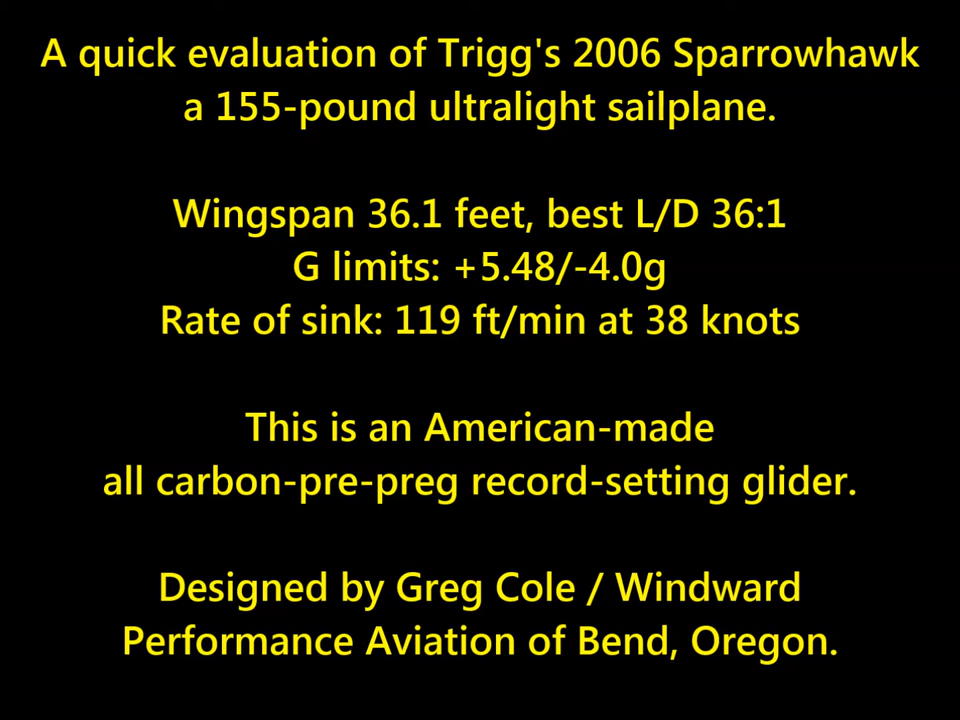 A quick evaluation of Trigg's 2006 Sparrowhawk
a 155-pound ultralight sailplane.
Wingspan 36.1 feet, best L/D 36:1
G limits: +5.48/-4.0g
Rate of sink: 119 ft/min at 38 knots
This is an American-made
all carbon-pre-preg record-setting glider.
Designed by Greg Cole / Windward
Performance Aviation of Bend, Oregon.